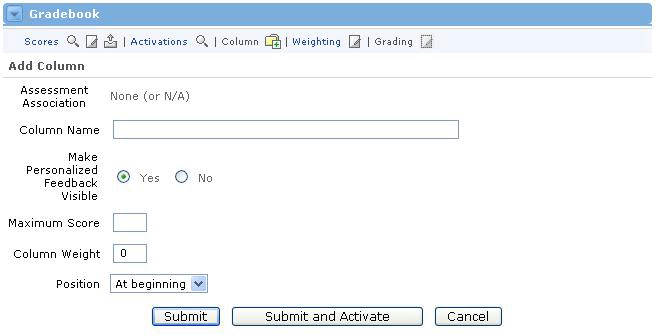 Gradebook
Scores | Activations | Column | Weighting | Grading
Add Column
Assessment
Association
None (or N/A)
Column Name
Make
Personalized
Feedback
Visible
Yes No
Maximum Score
Column Weight 0
Position At beginning
Submit Submit and Activate Cancel